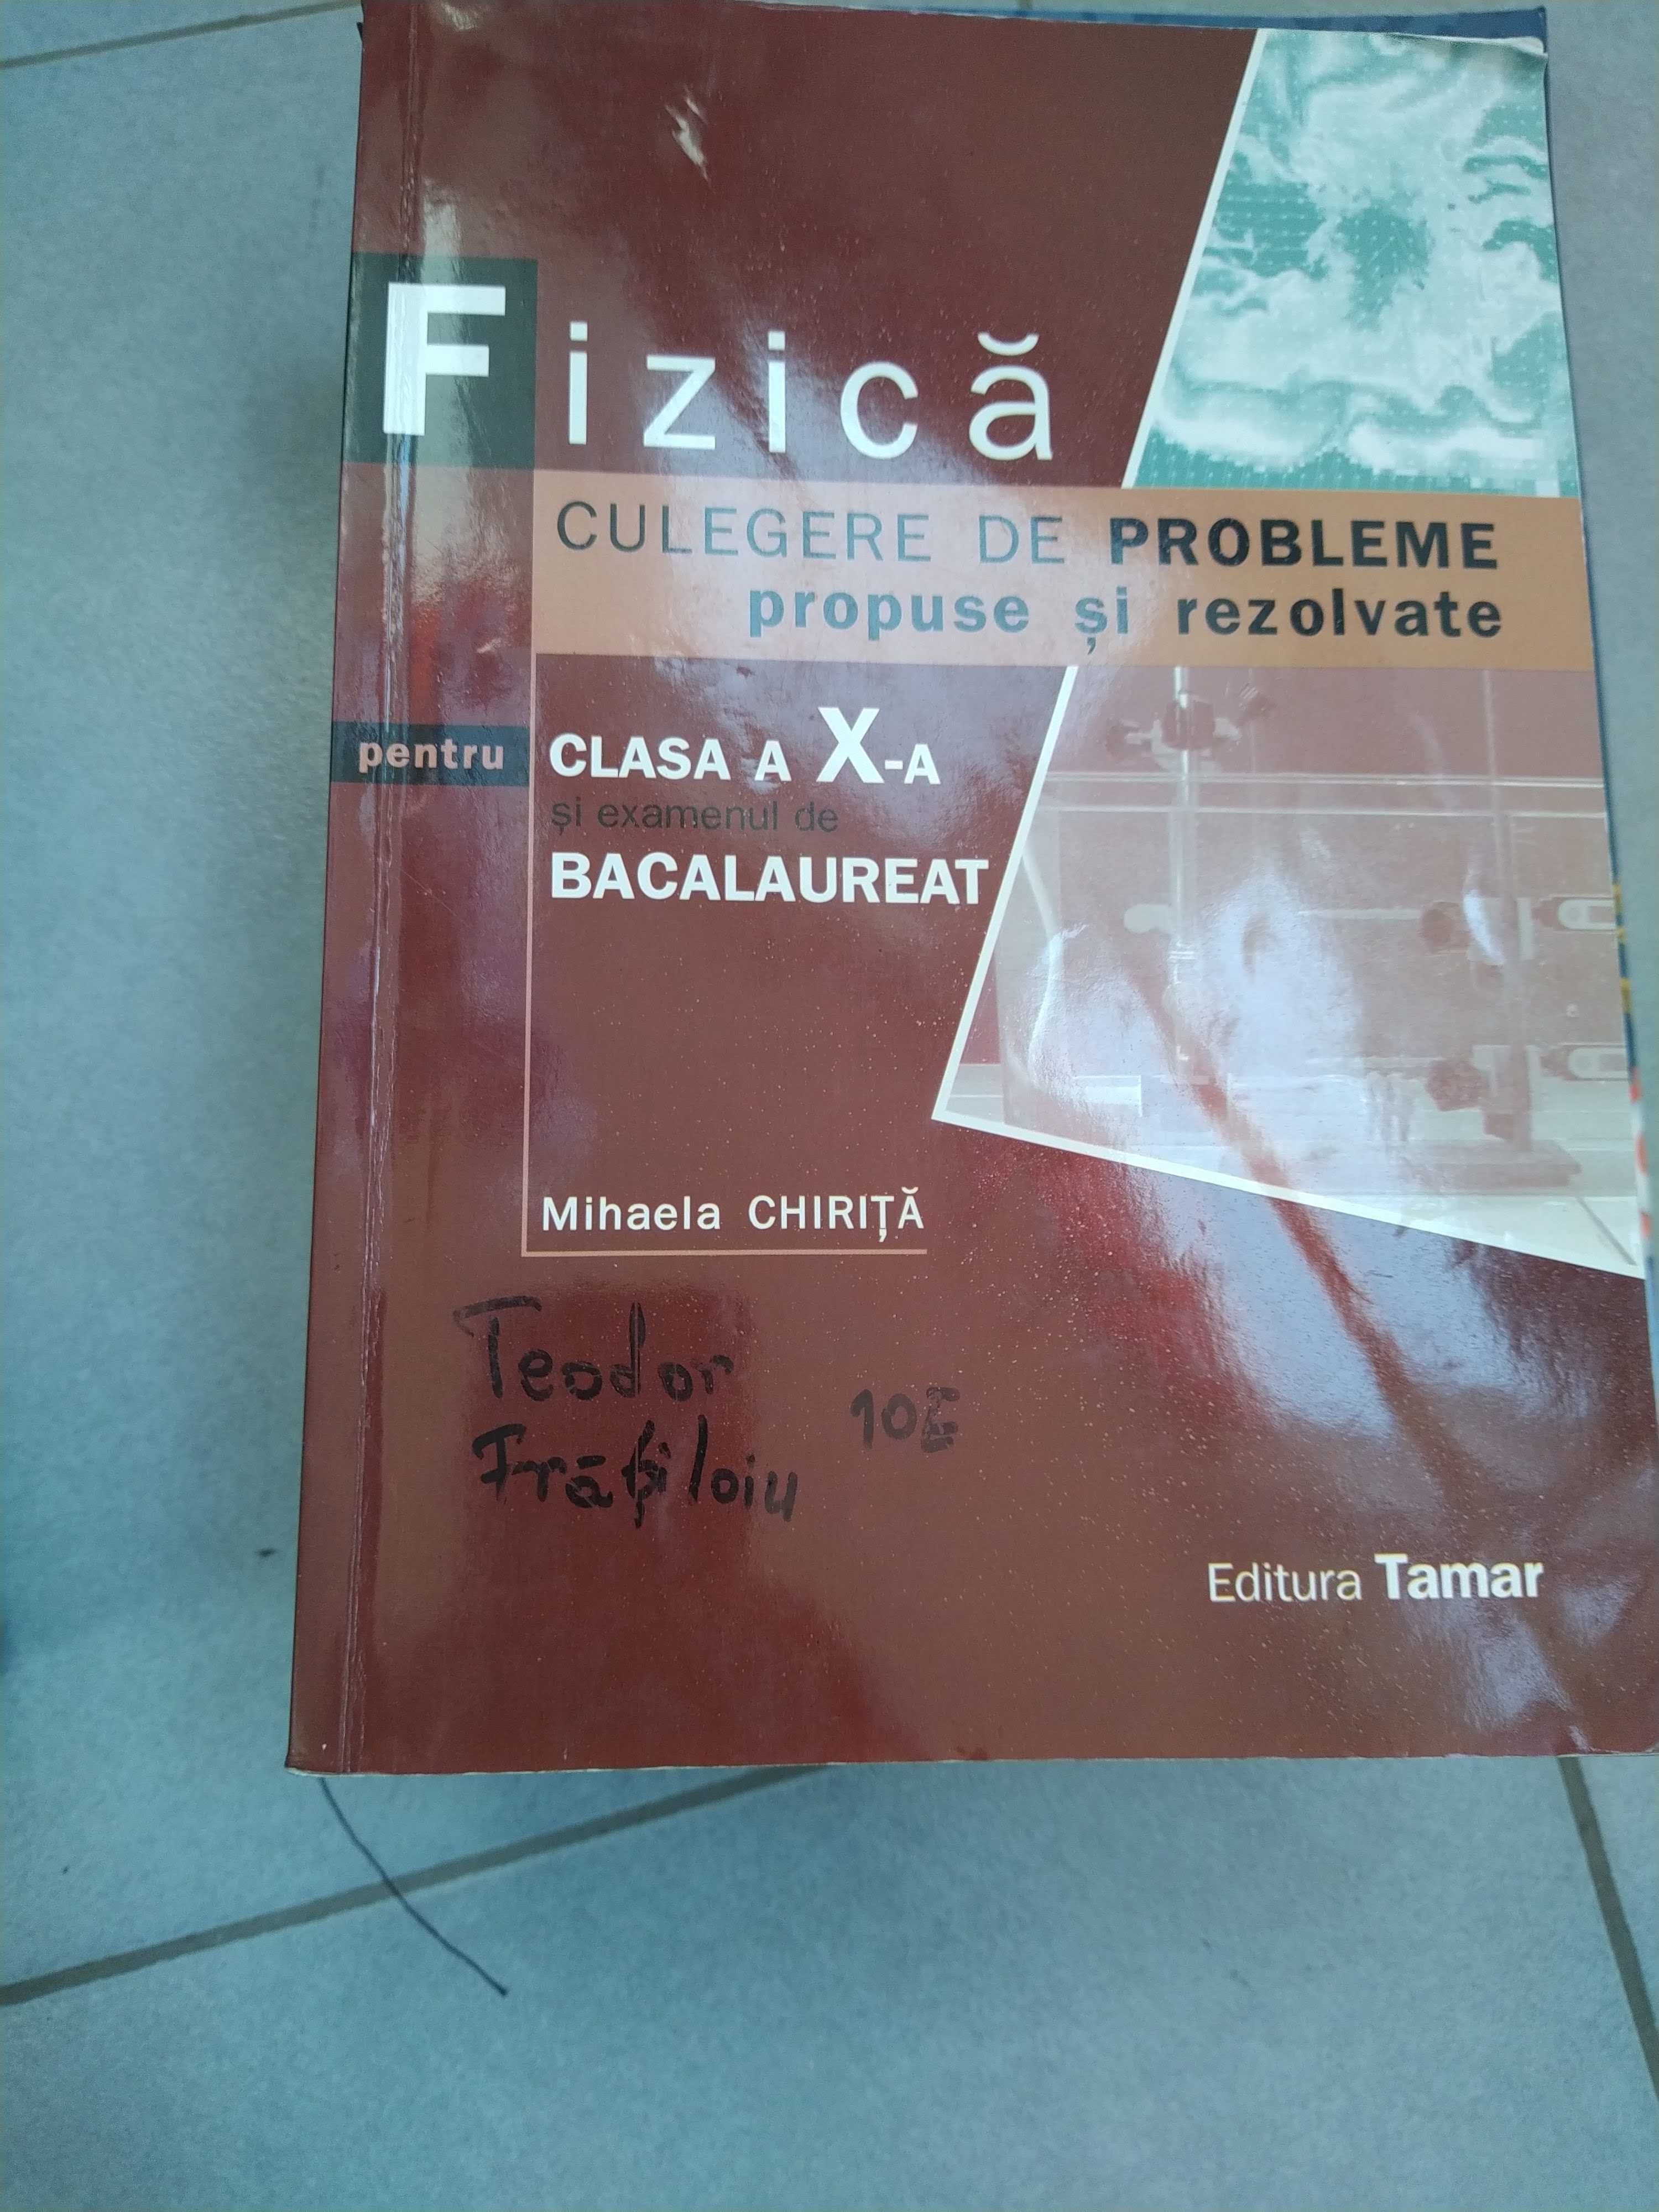 Fizică
CULEGERE DE PROBLEME
propuse și rezolvate
pentru CLASA A X-A
și examenul de
BACALAUREAT
Mihaela CHIRIȚĂ
Teodor
Frățiloiu 10E
Editura Tamar